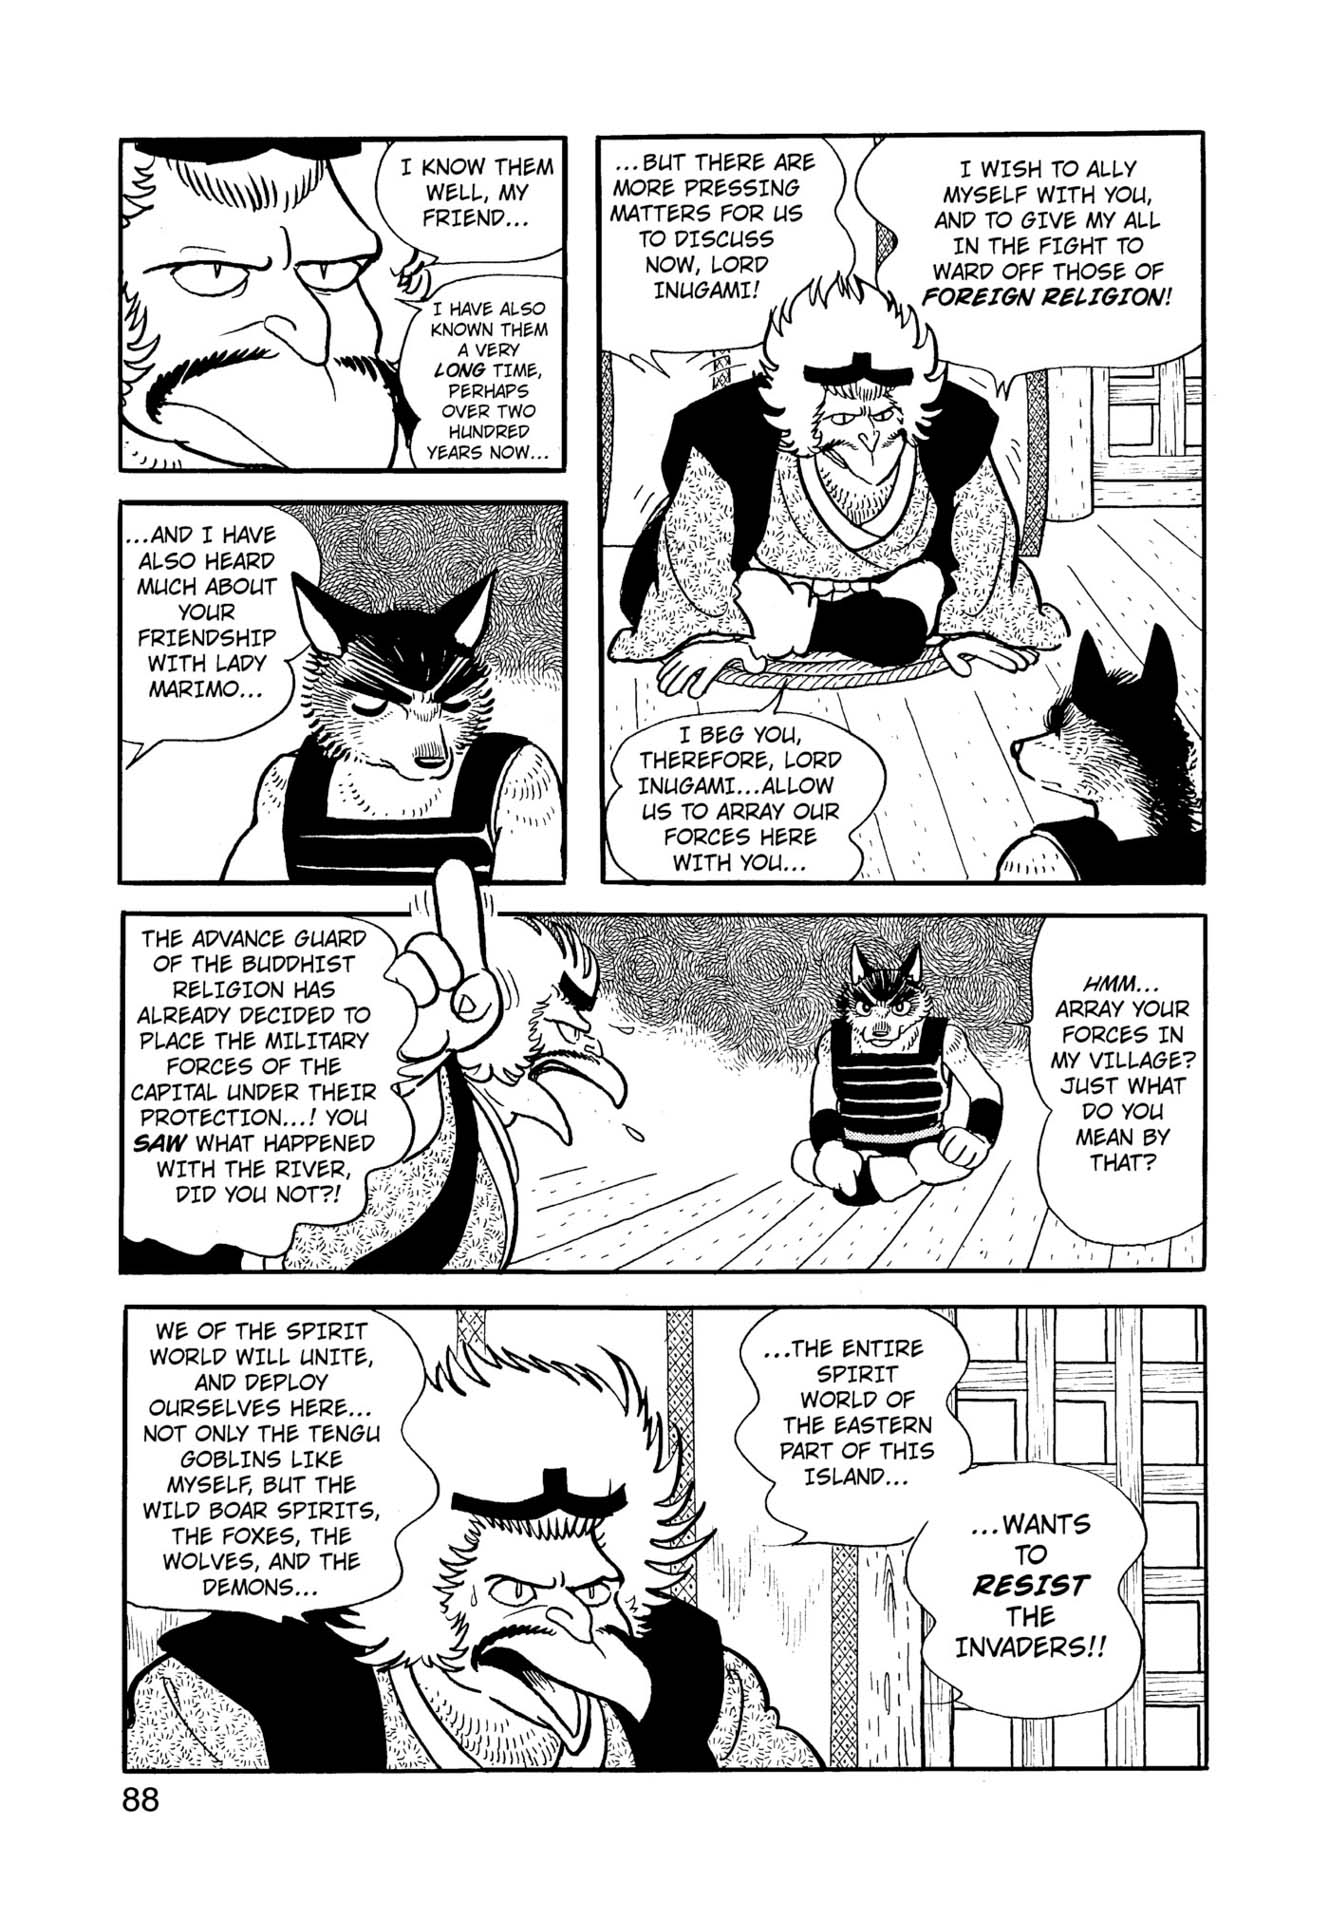 I KNOW THEM
WELL, MY
FRIEND...
I HAVE ALSO
KNOWN THEM
A VERY
LONG TIME,
PERHAPS
OVER TWO
HUNDRED
YEARS NOW...
...AND I HAVE
ALSO HEARD
MUCH ABOUT
YOUR
FRIENDSHIP
WITH LADY
MARIMO...
...BUT THERE ARE
MORE PRESSING
MATTERS FOR US
TO DISCUSS
NOW, LORD
INUGAMI!
I WISH TO ALLY
MYSELF WITH YOU,
AND TO GIVE MY ALL
IN THE FIGHT TO
WARD OFF THOSE OF
FOREIGN RELIGION!
I BEG YOU,
THEREFORE, LORD
INUGAMI...ALLOW
US TO ARRAY OUR
FORCES HERE
WITH YOU...
THE ADVANCE GUARD
OF THE BUDDHIST
RELIGION HAS
ALREADY DECIDED TO
PLACE THE MILITARY
FORCES OF THE
CAPITAL UNDER THEIR
PROTECTION...! YOU
SAW WHAT HAPPENED
WITH THE RIVER,
DID YOU NOT?!
HMM...
ARRAY YOUR
FORCES IN
MY VILLAGE?
JUST WHAT
DO YOU
MEAN BY
THAT?
WE OF THE SPIRIT
WORLD WILL UNITE,
AND DEPLOY
OURSELVES HERE...
NOT ONLY THE TENGU
GOBLINS LIKE
MYSELF, BUT THE
WILD BOAR SPIRITS,
THE FOXES, THE
WOLVES, AND THE
DEMONS...
...THE ENTIRE
SPIRIT
WORLD OF
THE EASTERN
PART OF THIS
ISLAND...
...WANTS
TO
RESIST
THE
INVADERS!!
88